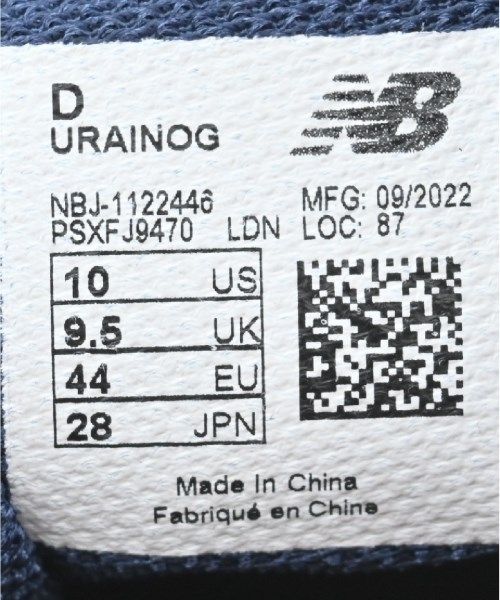 D
URAINOG
NB
NBJ-1122446
PSXFJ9470 LDN
MFG: 09/2022
LOC: 87
10 US
9.5 UK
44 EU
28 JPN
Made In China
Fabriqué en Chine